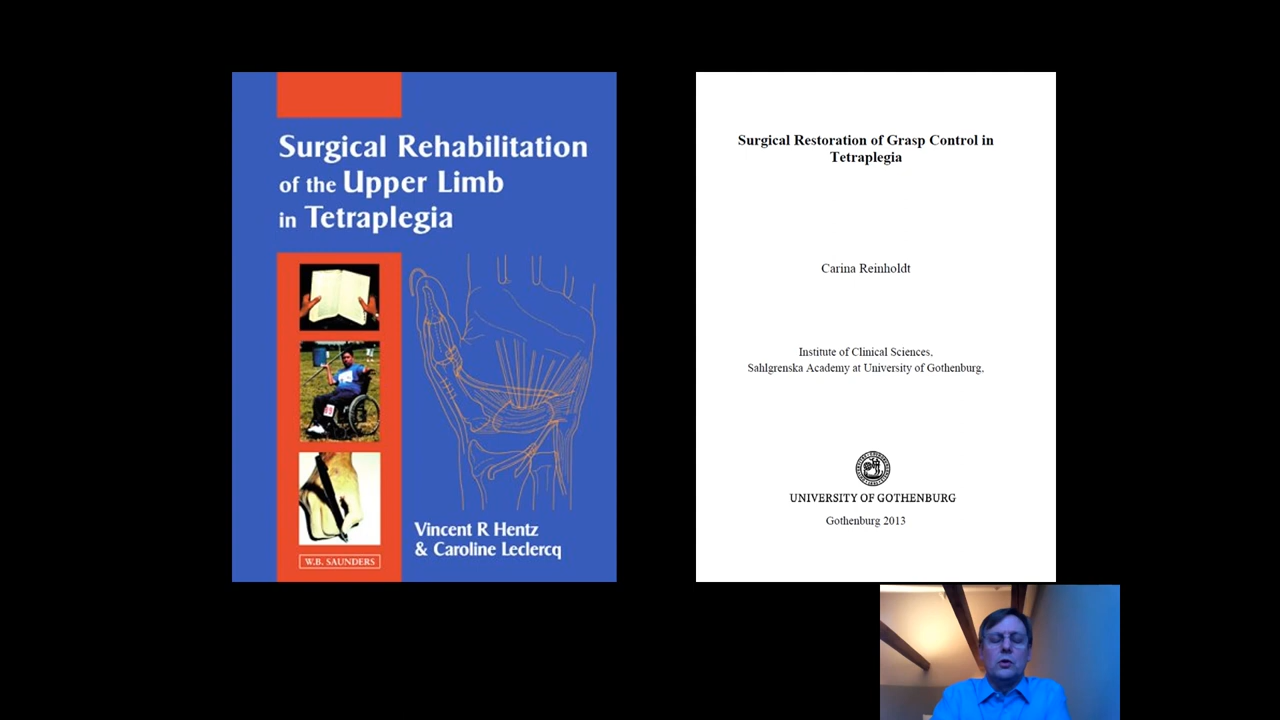 Surgical Rehabilitation
of the Upper Limb
in Tetraplegia
Vincent R Hentz
& Caroline Leclercq
W.B. SAUNDERS
Surgical Restoration of Grasp Control in
Tetraplegia
Carina Reinholdt
Institute of Clinical Sciences,
Sahlgrenska Academy at University of Gothenburg,
UNIVERSITY OF GOTHENBURG
Gothenburg 2013